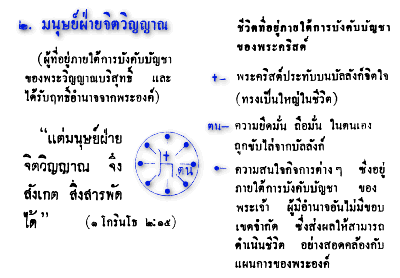 ๒. มนุษย์ฝ่ายจิตวิญญาณ
(ผู้ที่อยู่ภายใต้การบังคับบัญชา
ของพระวิญญาณบริสุทธิ์ และ
ได้รับฤทธิ์อำนาจจากพระองค์)
"แต่มนุษย์ฝ่าย
จิตวิญญาณ จึง
สังเกต สิ่งสารพัด
ได้"
(๑ โครินธ์ ๒:๑๕)
ตน
ชีวิตที่อยู่ภายใต้การบังคับบัญชา
ของพระคริสต์
†— พระคริสต์ประทับบนบัลลังก์จิตใจ
(ทรงเป็นใหญ่ในชีวิต)
ตน— ความยึดมั่น ถือมั่น ในตนเอง
ถูกขับไล่จากบัลลังก์
•— ความสนใจกิจการต่างๆ ซึ่งอยู่
ภายใต้การบังคับบัญชา ของ
พระเจ้า ผู้มีอำนาจอันไม่มีขอบ
เขตจำกัด ซึ่งส่งผลให้สามารถ
ดำเนินชีวิต อย่างสอดคล้องกับ
แผนการของพระองค์